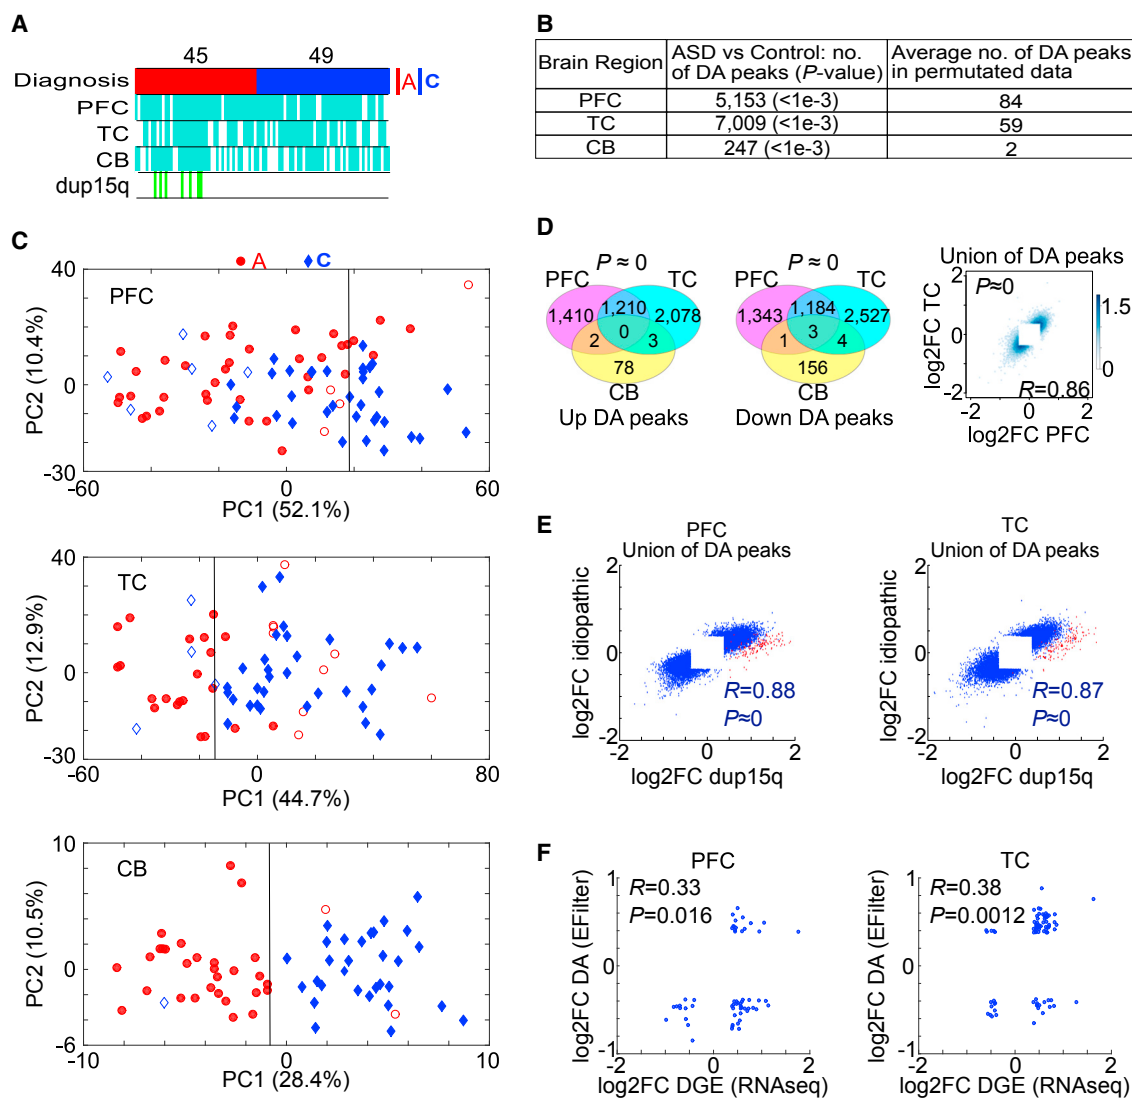 A
45 49
Diagnosis
A C
PFC
TC
CB
dup15q
B
Brain Region
ASD vs Control: no. of DA peaks (P-value)
Average no. of DA peaks in permutated data
PFC 5,153 (<1e-3) 84
TC 7,009 (<1e-3) 59
CB 247 (<1e-3) 2
C
A C
PFC
40
0
-30
PC2 (10.4%)
-60 0 60
PC1 (52.1%)
TC
40
0
-30
PC2 (12.9%)
-60 0 80
PC1 (44.7%)
CB
10
0
-6
PC2 (10.5%)
-10 0 10
PC1 (28.4%)
D
P ≈ 0
PFC TC
1,410 1,210 2,078
0
2 3
78
CB
Up DA peaks
P ≈ 0
PFC TC
1,343 1,184 2,527
3
1 4
156
CB
Down DA peaks
Union of DA peaks
P≈0
R=0.86
2
0
-2
log2FC TC
-2 0 2
log2FC PFC
1.5
0
E
PFC
Union of DA peaks
2
0
-2
log2FC idiopathic
R=0.88
P≈0
-2 0 2
log2FC dup15q
TC
Union of DA peaks
2
0
-2
log2FC idiopathic
R=0.87
P≈0
-2 0 2
log2FC dup15q
F
PFC
R=0.33
P=0.016
1
0
-1
log2FC DA (EFilter)
-2 0 2
log2FC DGE (RNAseq)
TC
R=0.38
P=0.0012
1
0
-1
log2FC DA (EFilter)
-2 0 2
log2FC DGE (RNAseq)